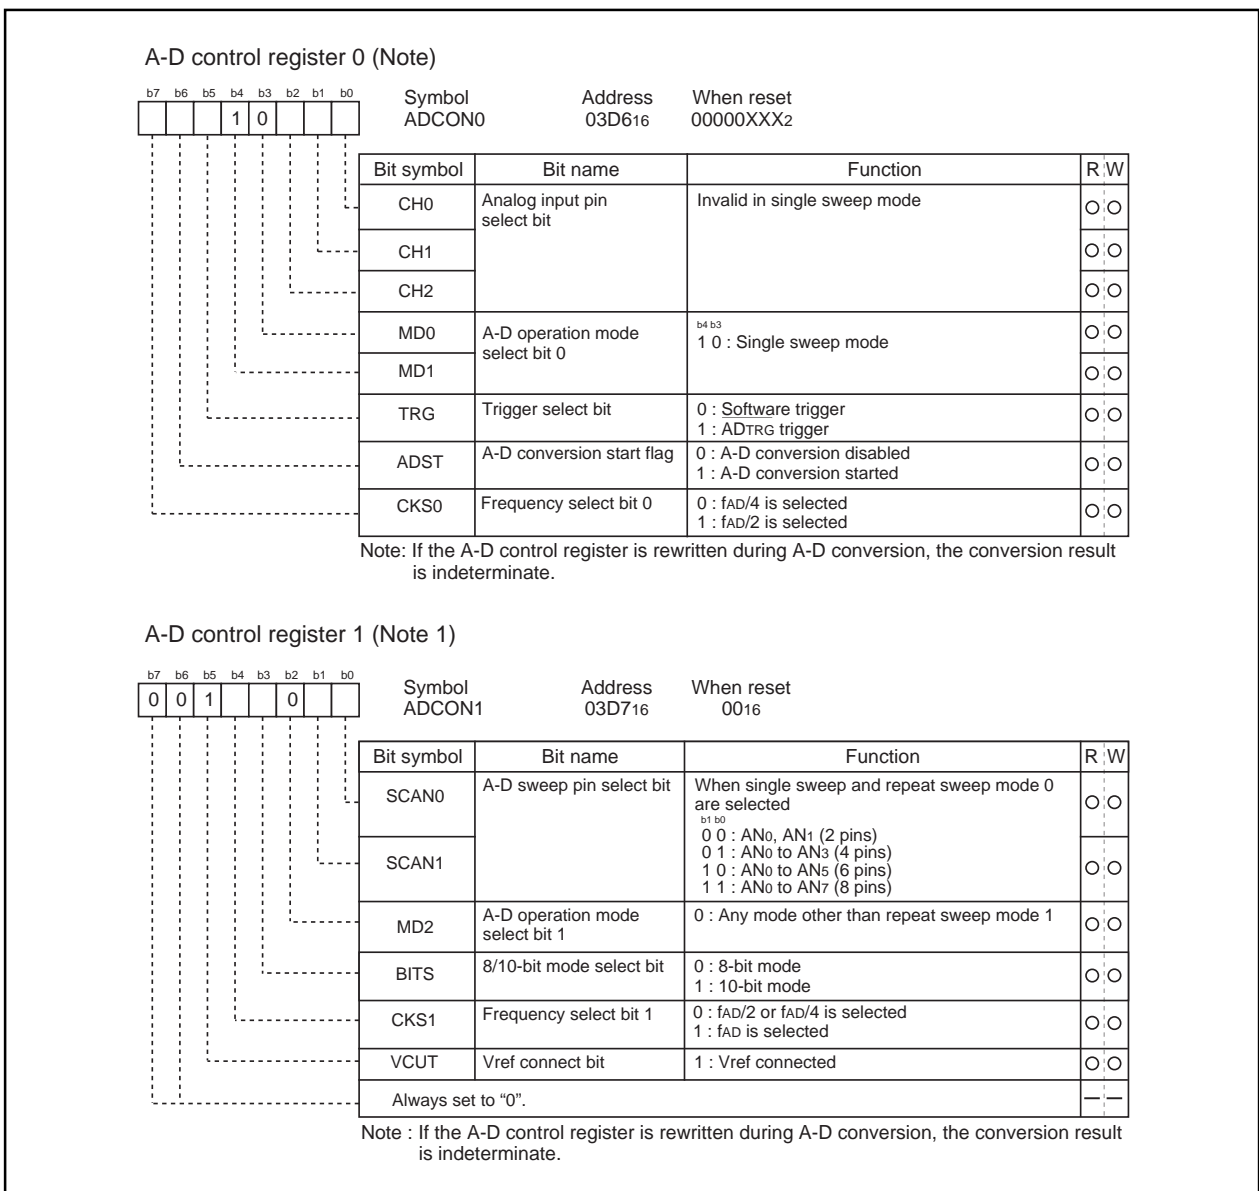 A-D control register 0 (Note)
b7 b6 b5 b4 b3 b2 b1 b0
1 0
Symbol Address When reset
ADCON0 03D616 00000XXX2
Bit symbol Bit name Function R W
CH0 Analog input pin Invalid in single sweep mode
select bit
CH1
CH2
MD0 A-D operation mode b4 b3
select bit 0 1 0 : Single sweep mode
MD1
TRG Trigger select bit 0 : Software trigger
1 : ADTRG trigger
ADST A-D conversion start flag 0 : A-D conversion disabled
1 : A-D conversion started
CKS0 Frequency select bit 0 0 : fAD/4 is selected
1 : fAD/2 is selected
Note: If the A-D control register is rewritten during A-D conversion, the conversion result
is indeterminate.
A-D control register 1 (Note 1)
b7 b6 b5 b4 b3 b2 b1 b0
0 0 1 0
Symbol Address When reset
ADCON1 03D716 0016
Bit symbol Bit name Function R W
SCAN0 A-D sweep pin select bit When single sweep and repeat sweep mode 0
are selected
b1 b0
0 0 : AN0, AN1 (2 pins)
0 1 : AN0 to AN3 (4 pins)
SCAN1 1 0 : AN0 to AN5 (6 pins)
1 1 : AN0 to AN7 (8 pins)
MD2 A-D operation mode 0 : Any mode other than repeat sweep mode 1
select bit 1
BITS 8/10-bit mode select bit 0 : 8-bit mode
1 : 10-bit mode
CKS1 Frequency select bit 1 0 : fAD/2 or fAD/4 is selected
1 : fAD is selected
VCUT Vref connect bit 1 : Vref connected
Always set to “0”.
Note : If the A-D control register is rewritten during A-D conversion, the conversion result
is indeterminate.